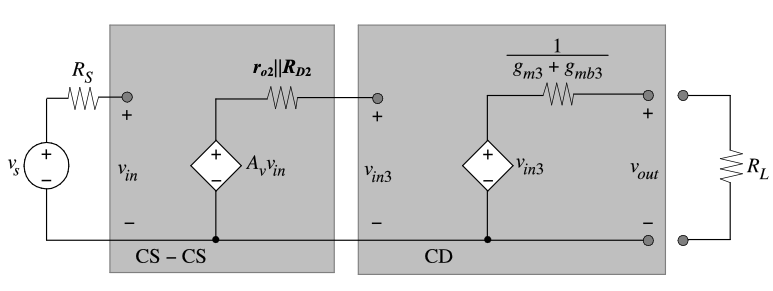 R_S
r_{o2}||R_{D2}
1
g_{m3} + g_{mb3}
+
+
+
v_s
+
−
v_{in}
+
−
A_v v_{in}
v_{in3}
+
−
v_{in3}
v_{out}
R_L
−
−
−
CS – CS
CD